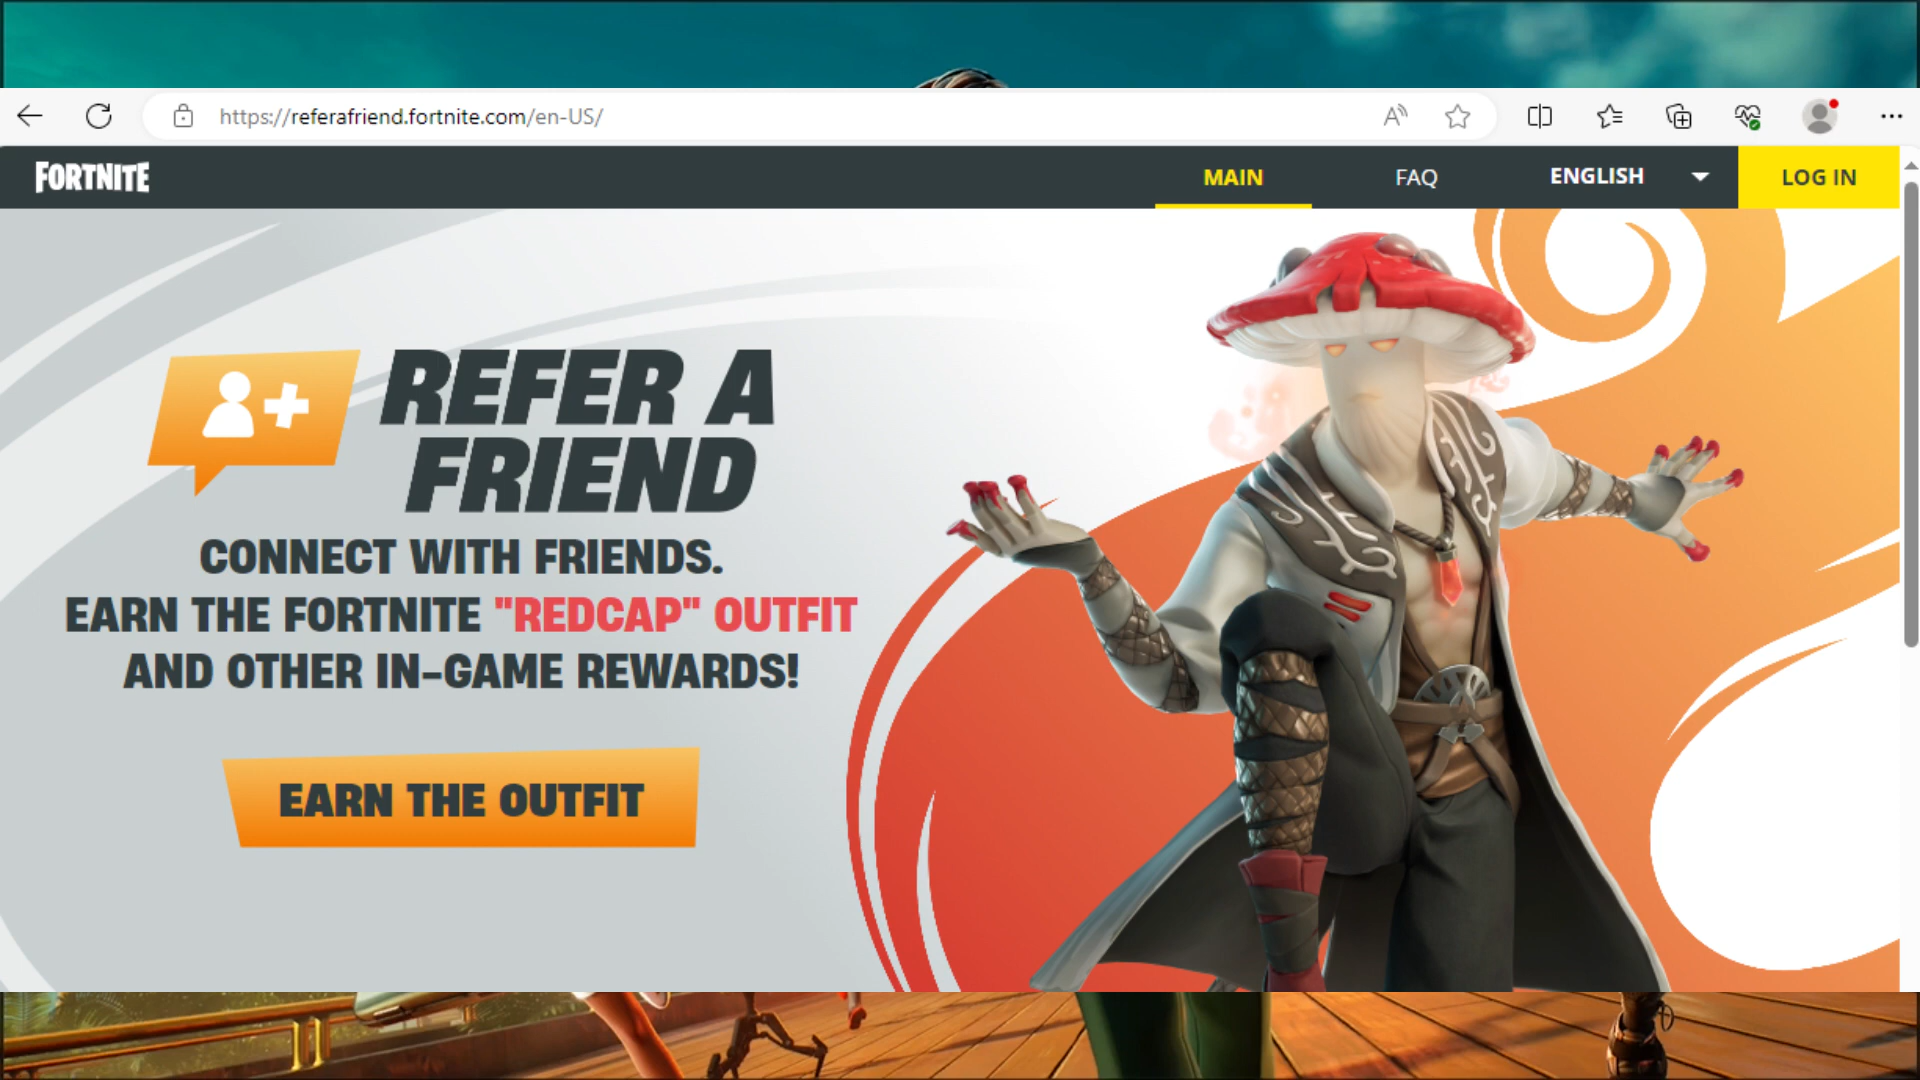 https://referafriend.fortnite.com/en-US/
FORTNITE
MAIN
FAQ
ENGLISH
LOG IN
REFER A
FRIEND
CONNECT WITH FRIENDS.
EARN THE FORTNITE "REDCAP" OUTFIT
AND OTHER IN-GAME REWARDS!
EARN THE OUTFIT